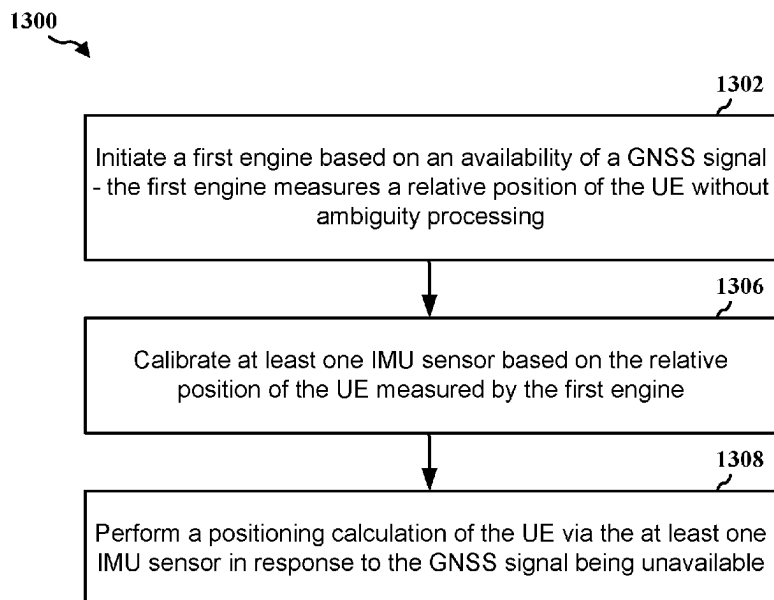 1300
1302
Initiate a first engine based on an availability of a GNSS signal
- the first engine measures a relative position of the UE without
ambiguity processing
1306
Calibrate at least one IMU sensor based on the relative
position of the UE measured by the first engine
1308
Perform a positioning calculation of the UE via the at least one
IMU sensor in response to the GNSS signal being unavailable